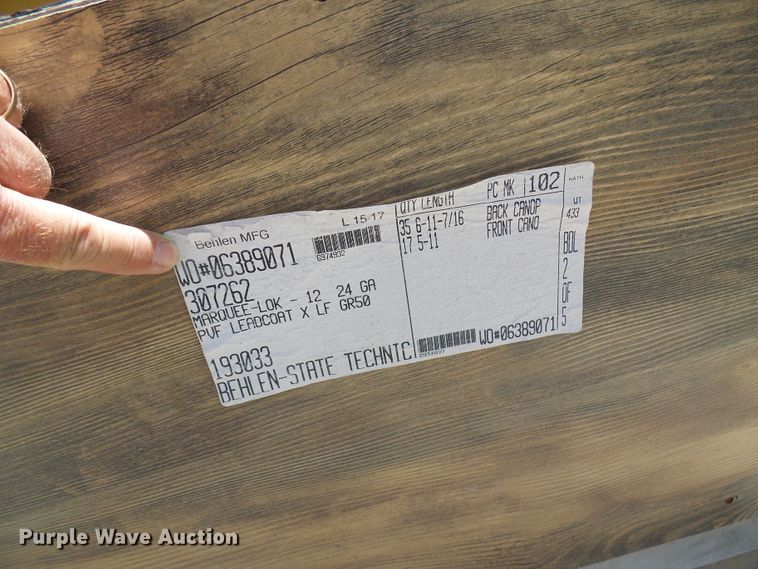 Behlen MFG
L 15-17
WO#06389071
6974932
307262
MARQUEE-LOK - 12 24 GA
PVF LEADCOAT X LF GR50
193033
BEHLEN-STATE TECHNIC
QTY LENGTH PC MK 102
35 6-11-7/16 BACK CANOP
17 5-11 FRONT CANO
WO#06389071
WT
433
BDL
2
OF
5
Purple Wave Auction